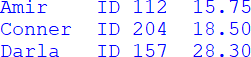 Amir    ID 112  15.75
Conner  ID 204  18.50
Darla   ID 157  28.30